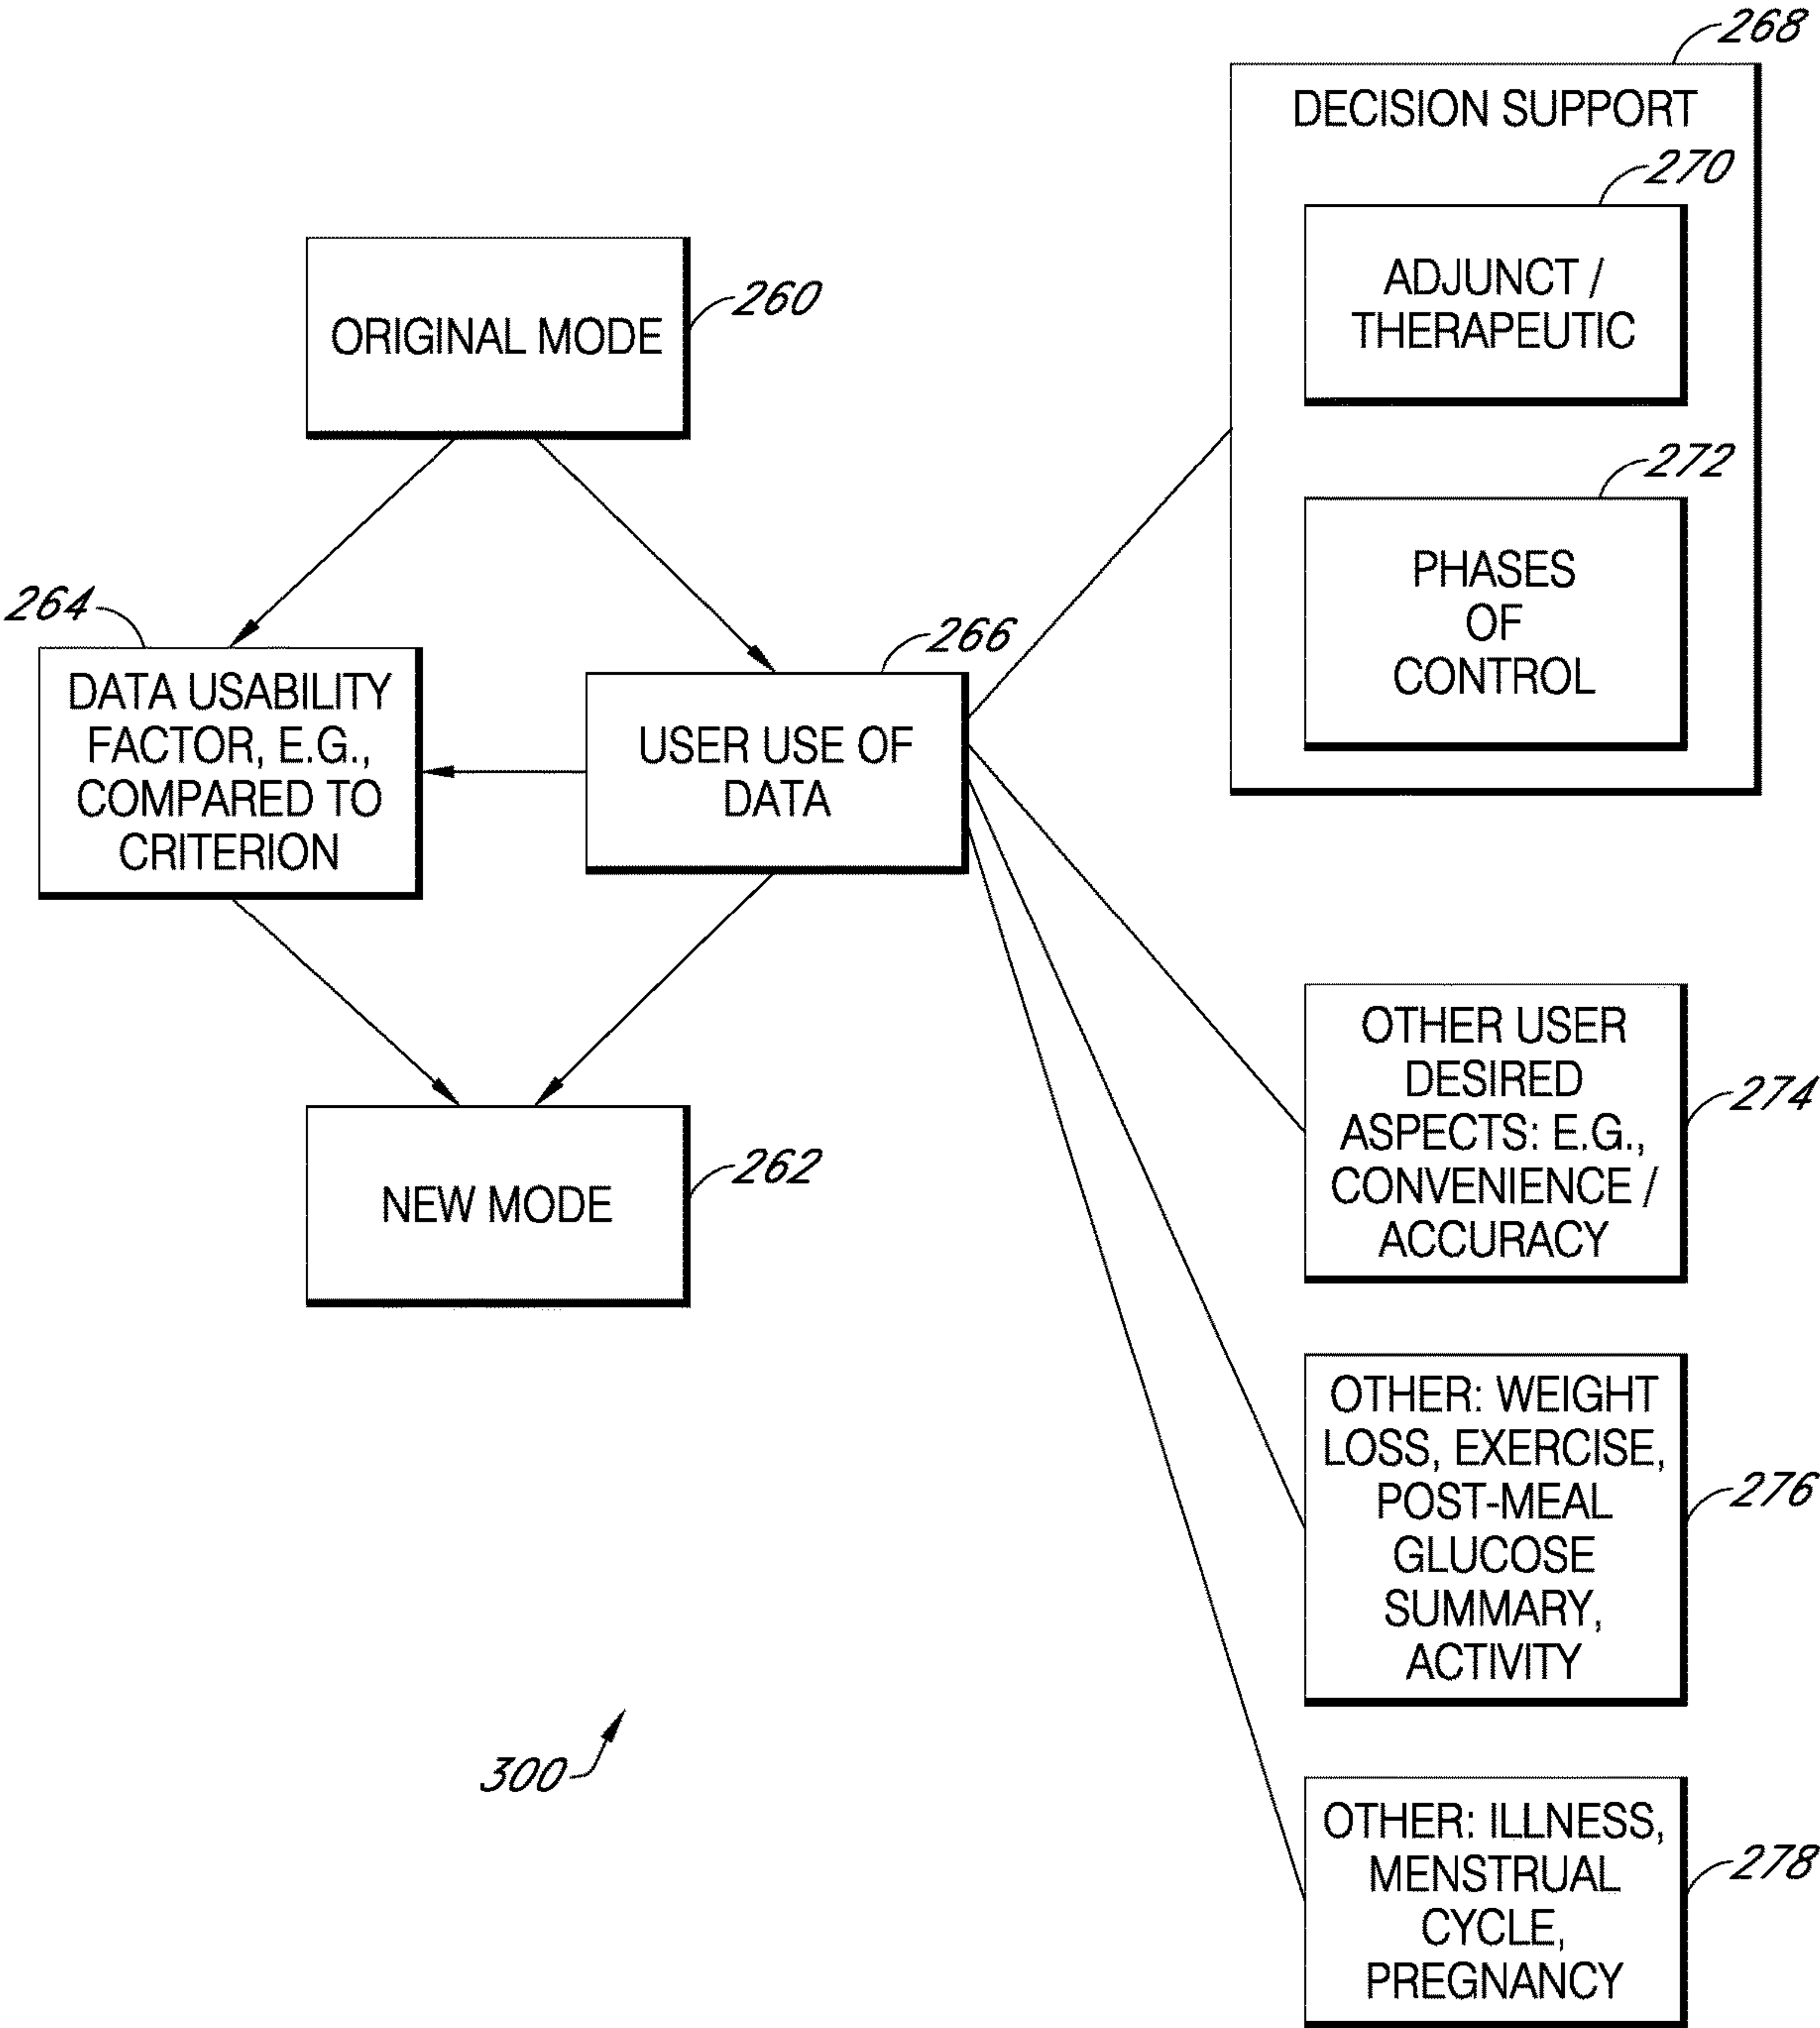 268
DECISION SUPPORT
270
ADJUNCT /
THERAPEUTIC
272
PHASES
OF
CONTROL
260
ORIGINAL MODE
264
DATA USABILITY
FACTOR, E.G.,
COMPARED TO
CRITERION
266
USER USE OF
DATA
262
NEW MODE
274
OTHER USER
DESIRED
ASPECTS: E.G.,
CONVENIENCE /
ACCURACY
276
OTHER: WEIGHT
LOSS, EXERCISE,
POST-MEAL
GLUCOSE
SUMMARY,
ACTIVITY
278
OTHER: ILLNESS,
MENSTRUAL
CYCLE,
PREGNANCY
300